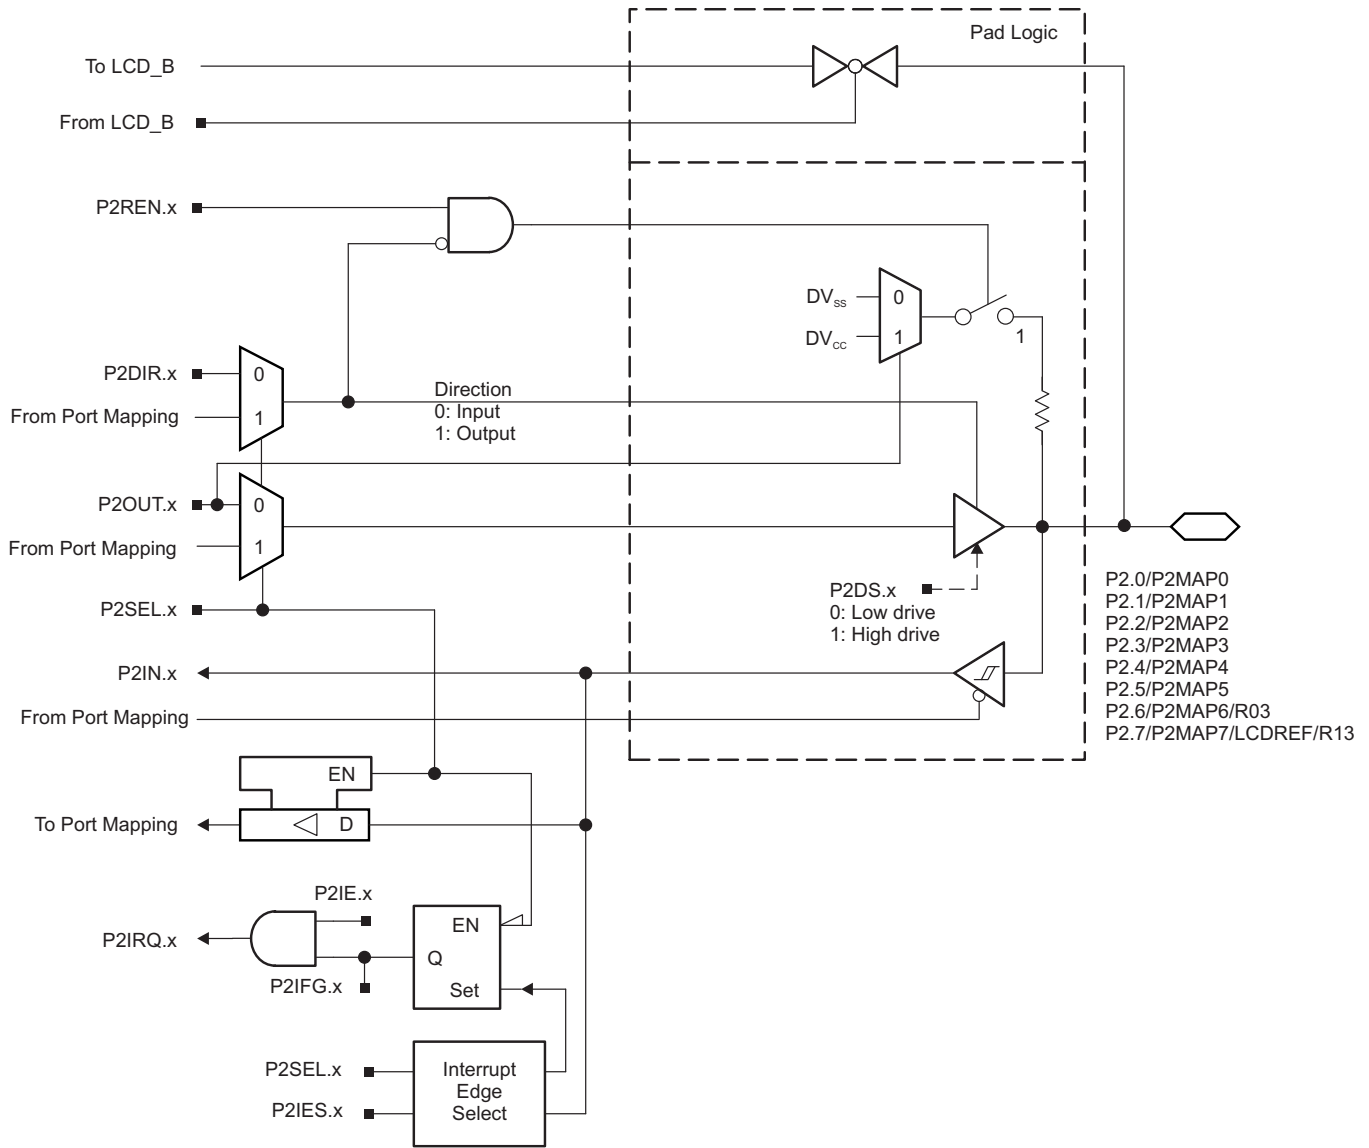 Pad Logic
To LCD_B
From LCD_B
P2REN.x
DVSS
0
DVCC
1
1
P2DIR.x
0
From Port Mapping
1
Direction
0: Input
1: Output
P2OUT.x
0
From Port Mapping
1
P2SEL.x
P2DS.x
0: Low drive
1: High drive
P2.0/P2MAP0
P2.1/P2MAP1
P2.2/P2MAP2
P2.3/P2MAP3
P2.4/P2MAP4
P2.5/P2MAP5
P2.6/P2MAP6/R03
P2.7/P2MAP7/LCDREF/R13
P2IN.x
From Port Mapping
EN
To Port Mapping
D
P2IE.x
EN
P2IRQ.x
Q
P2IFG.x
Set
P2SEL.x
P2IES.x
Interrupt
Edge
Select